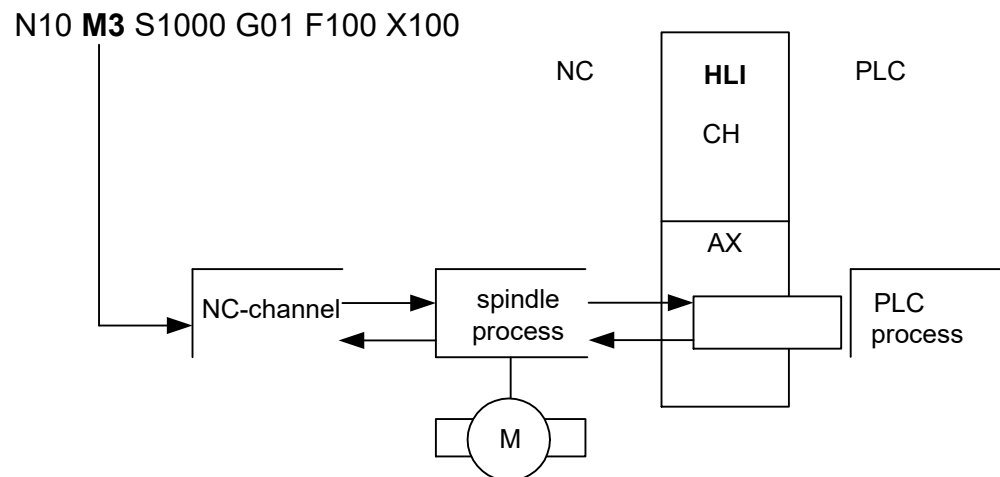 N10 M3 S1000 G01 F100 X100
NC
HLI
PLC
CH
AX
NC-channel
spindle
process
PLC
process
M